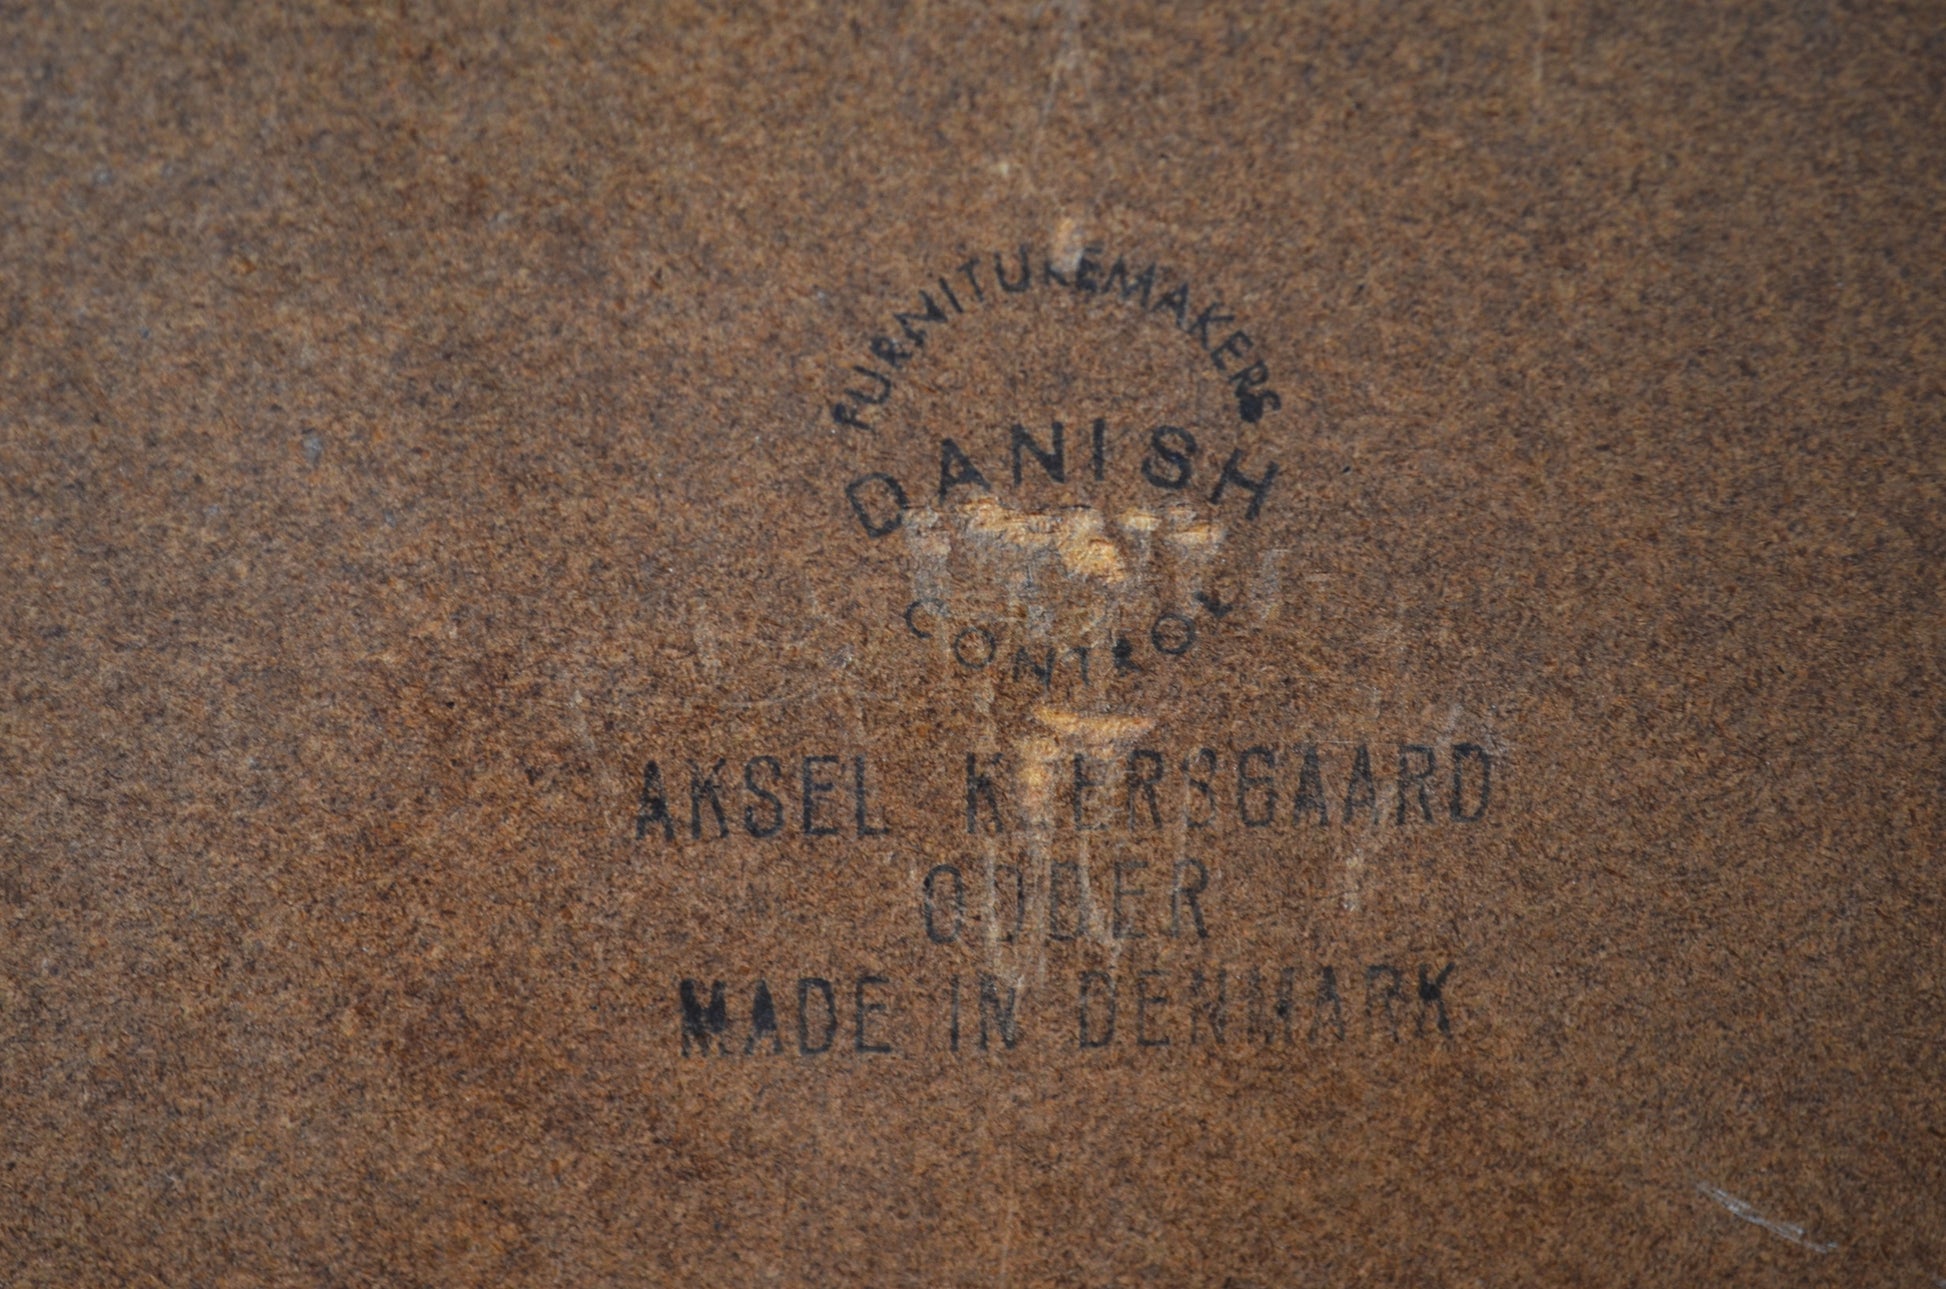 FURNITUREMAKERS
DANISH
CONTROL
AKSEL KJERSGAARD
ODDER
MADE IN DENMARK